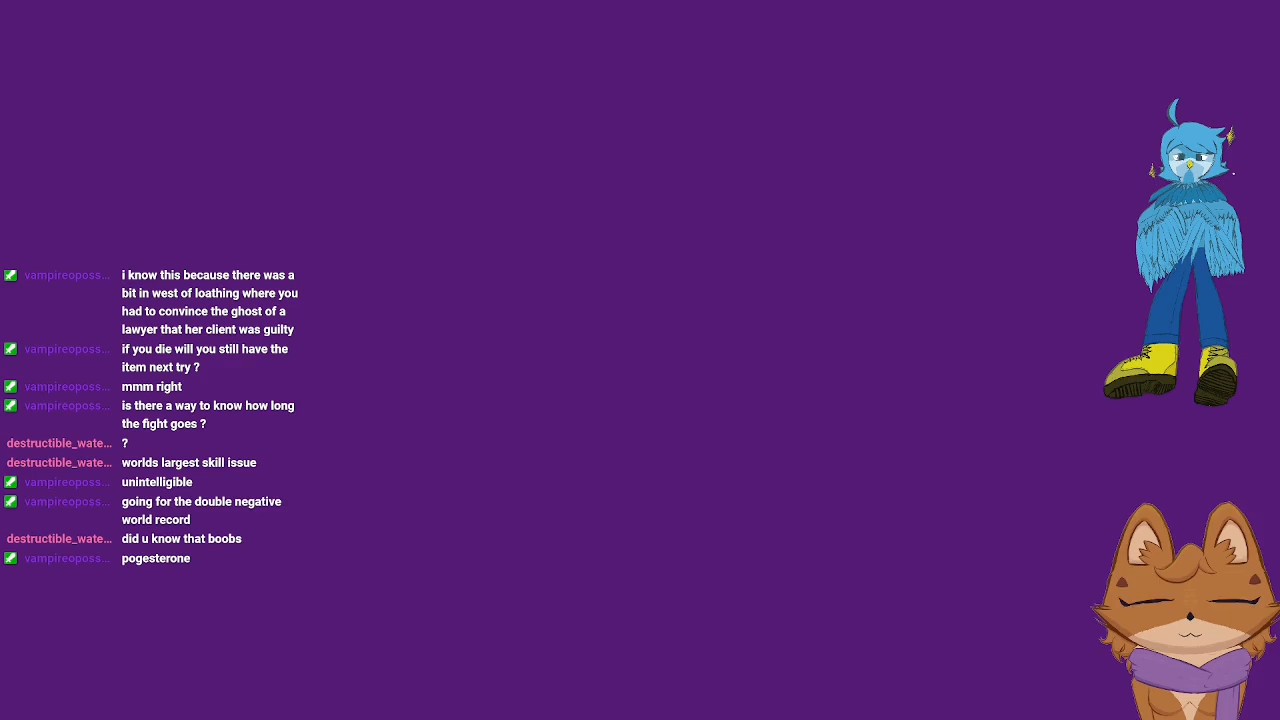 vampireoposs... i know this because there was a
bit in west of loathing where you
had to convince the ghost of a
lawyer that her client was guilty
vampireoposs... if you die will you still have the
item next try ?
vampireoposs... mmm right
vampireoposs... is there a way to know how long
the fight goes ?
destructible_wate... ?
destructible_wate... worlds largest skill issue
vampireoposs... unintelligible
vampireoposs... going for the double negative
world record
destructible_wate... did u know that boobs
vampireoposs... pogesterone